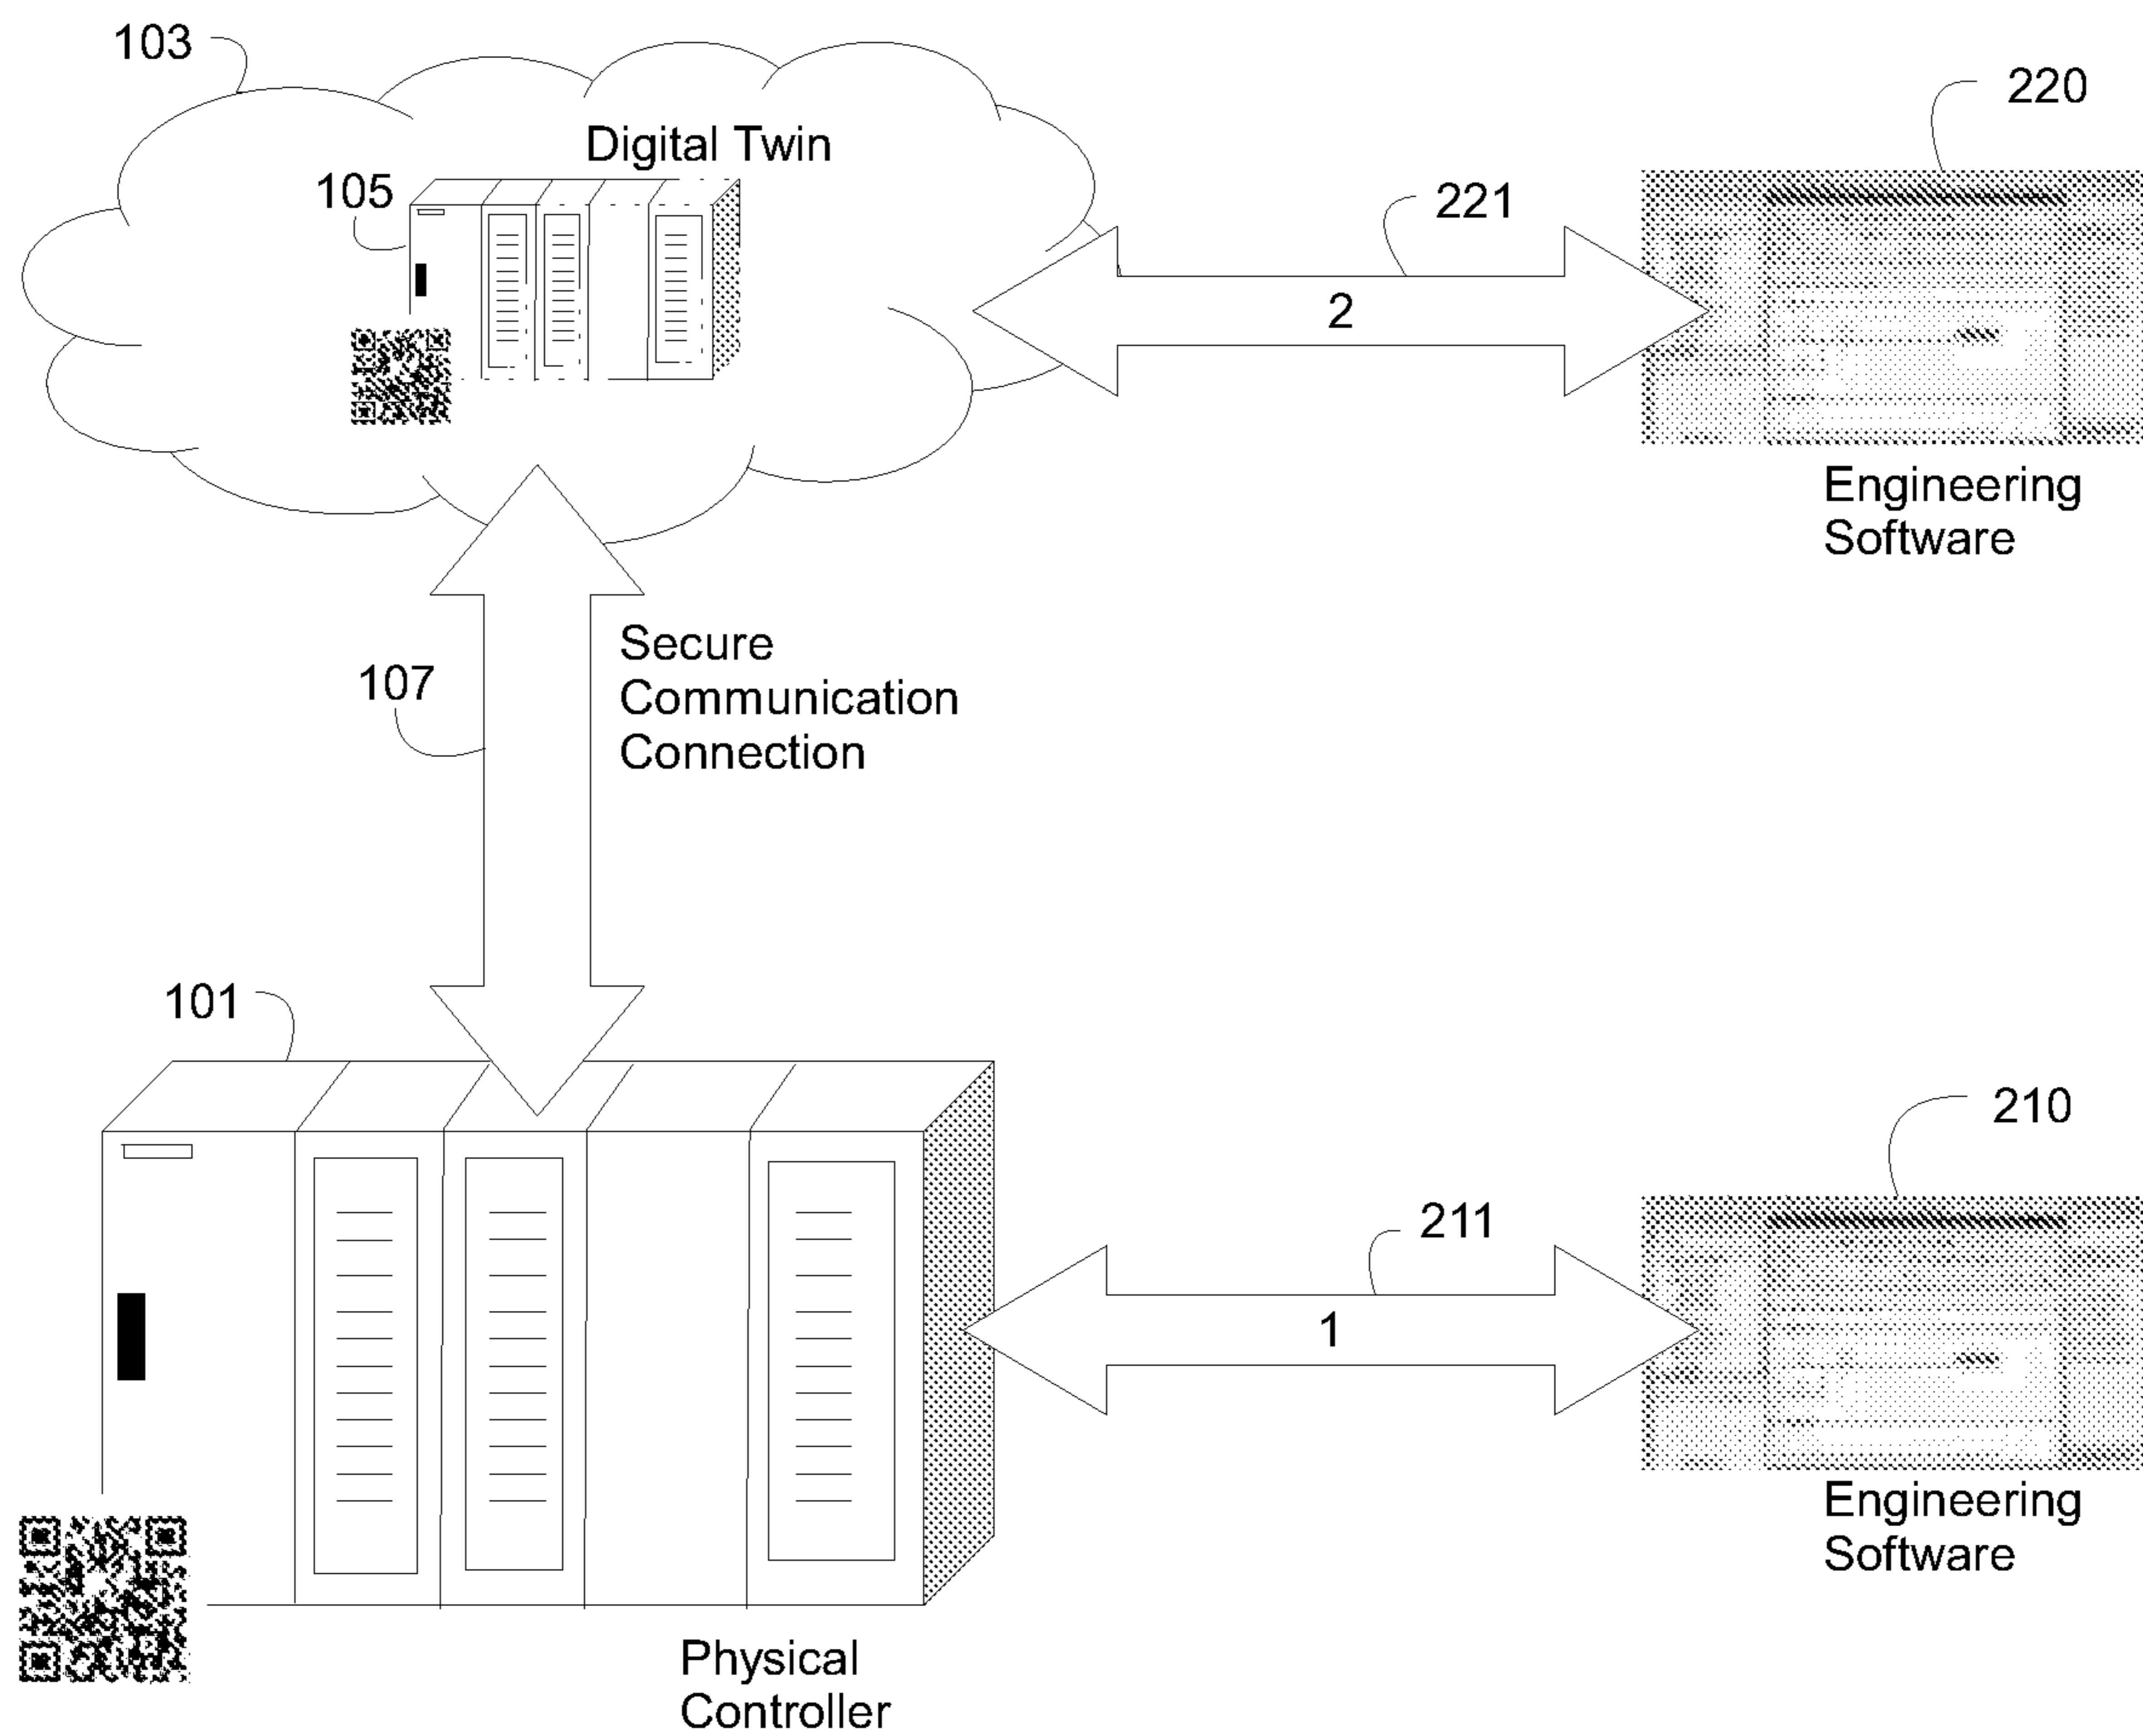 103
220
Digital Twin
105
221
2
Engineering
Software
Secure
107
Communication
Connection
101
210
211
1
Engineering
Software
Physical
Controller